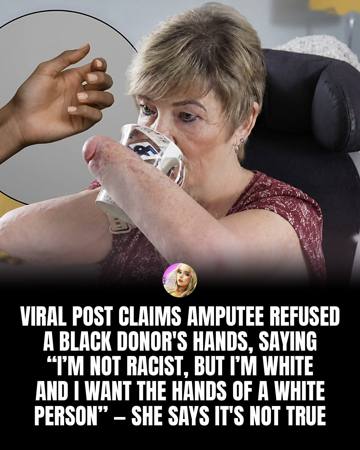 VIRAL POST CLAIMS AMPUTEE REFUSED
A BLACK DONOR'S HANDS, SAYING
“I’M NOT RACIST, BUT I’M WHITE
AND I WANT THE HANDS OF A WHITE
PERSON” – SHE SAYS IT'S NOT TRUE